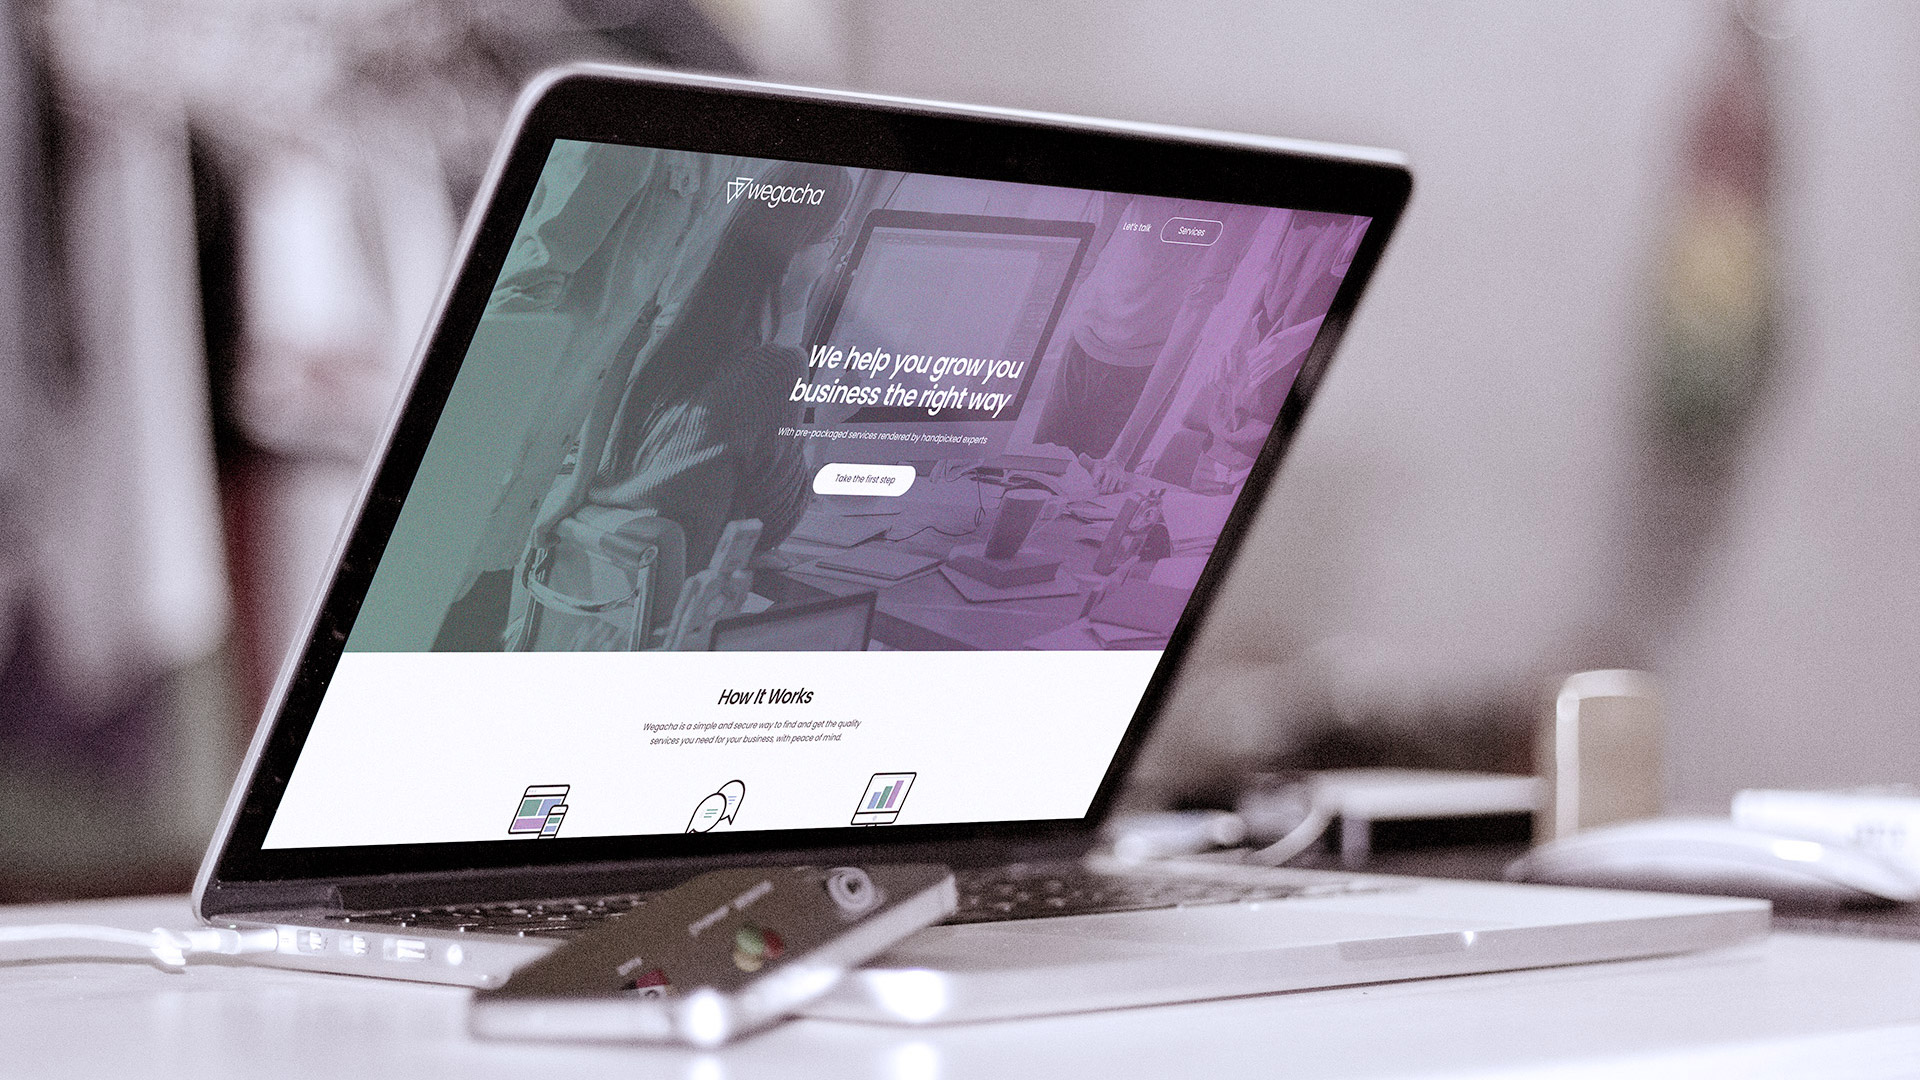 wegacha
Let's talk
Services
We help you grow you
business the right way
With pre-packaged services rendered by handpicked experts
Take the first step
How It Works
Wegacha is a simple and secure way to find and get the quality
services you need for your business, with peace of mind.